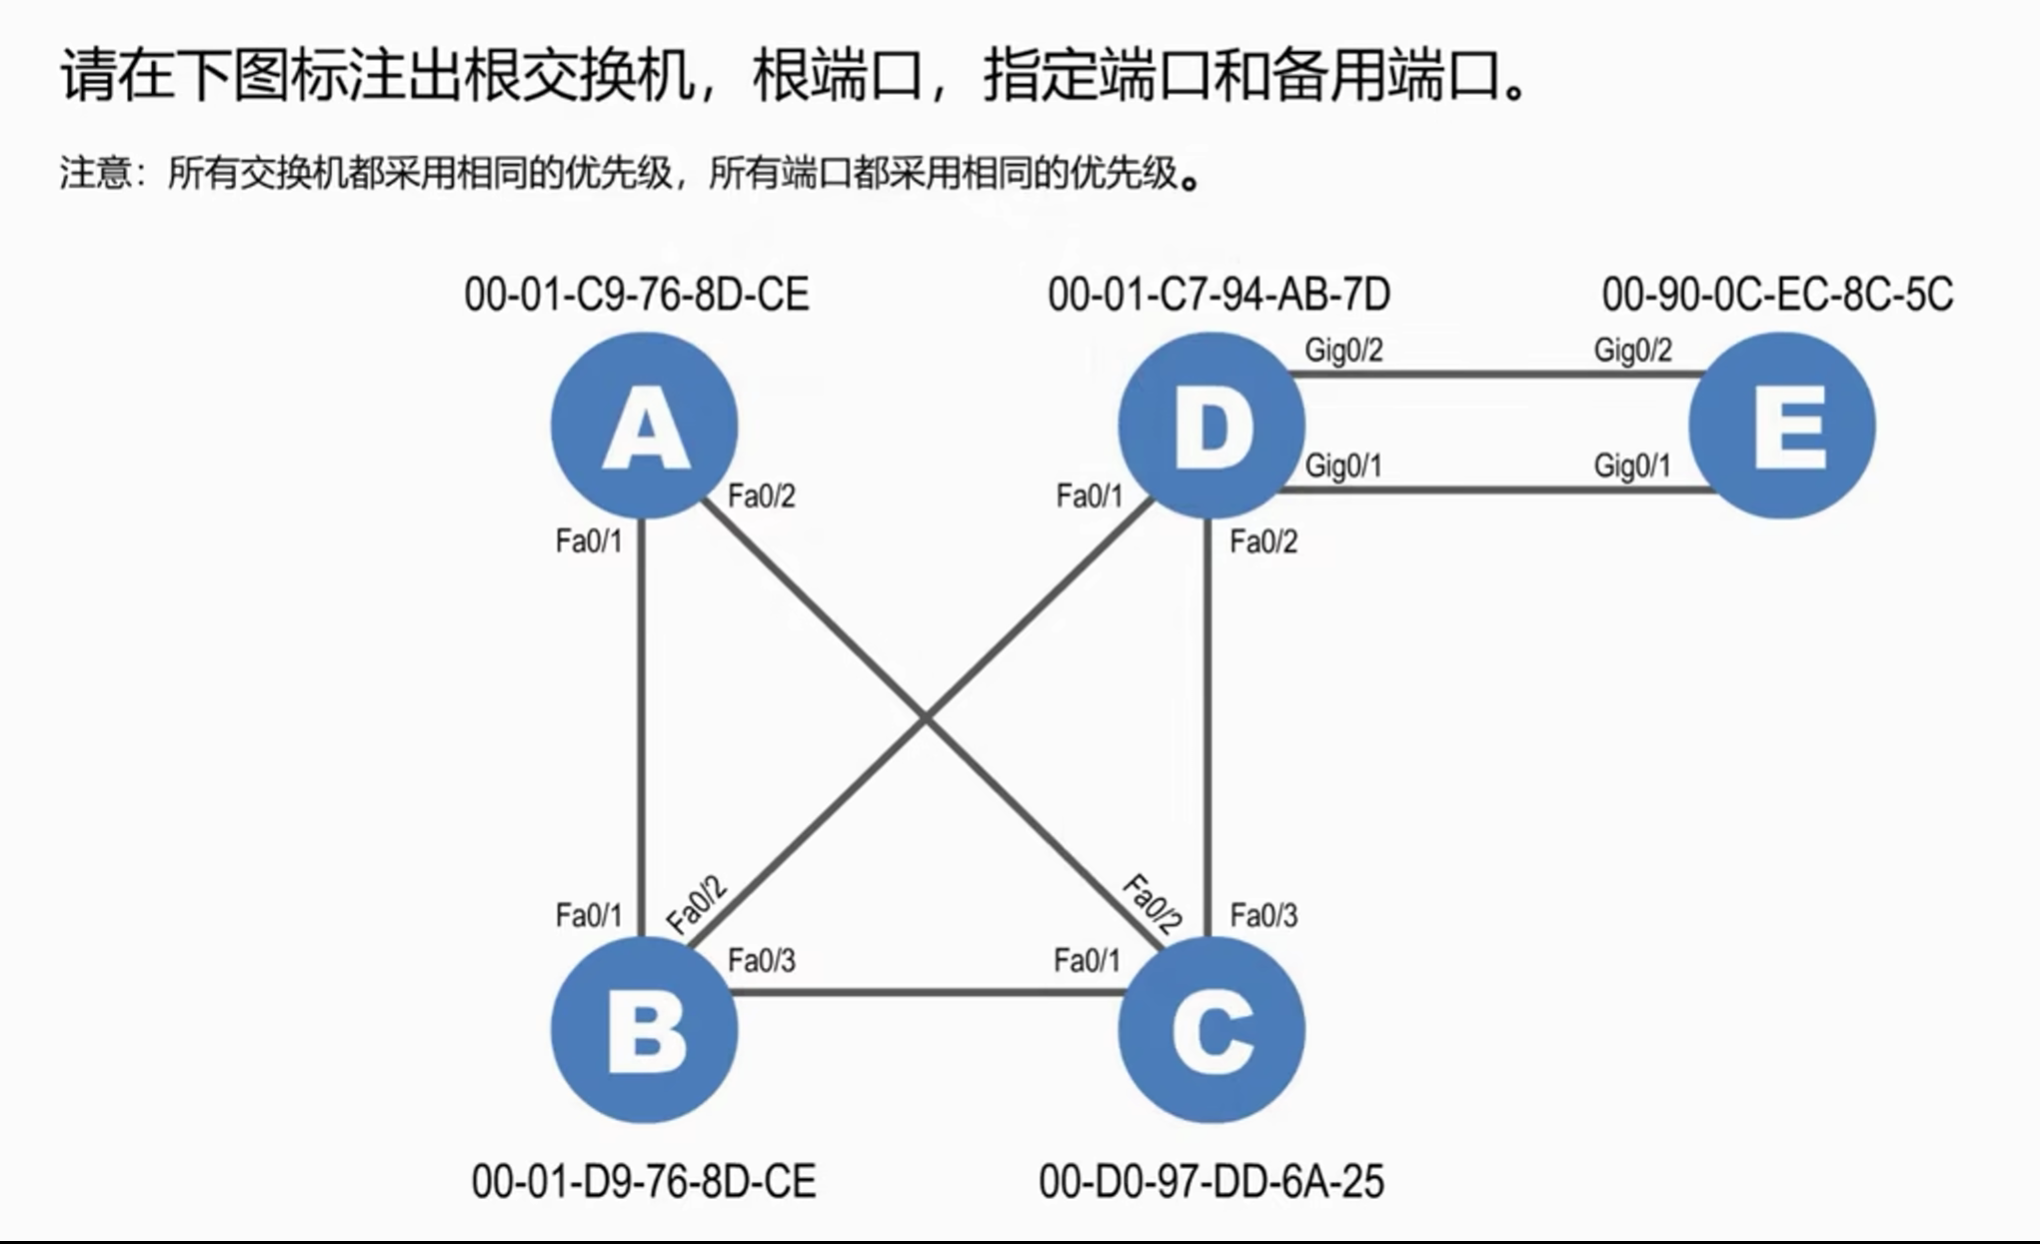 请在下图标注出根交换机，根端口，指定端口和备用端口。
注意：所有交换机都采用相同的优先级，所有端口都采用相同的优先级。
00-01-C9-76-8D-CE
00-01-C7-94-AB-7D
00-90-0C-EC-8C-5C
A
D
E
Gig0/2
Gig0/2
Gig0/1
Gig0/1
Fa0/2
Fa0/1
Fa0/1
Fa0/2
Fa0/1
Fa0/2
Fa0/2
Fa0/3
Fa0/3
Fa0/1
B
C
00-01-D9-76-8D-CE
00-D0-97-DD-6A-25